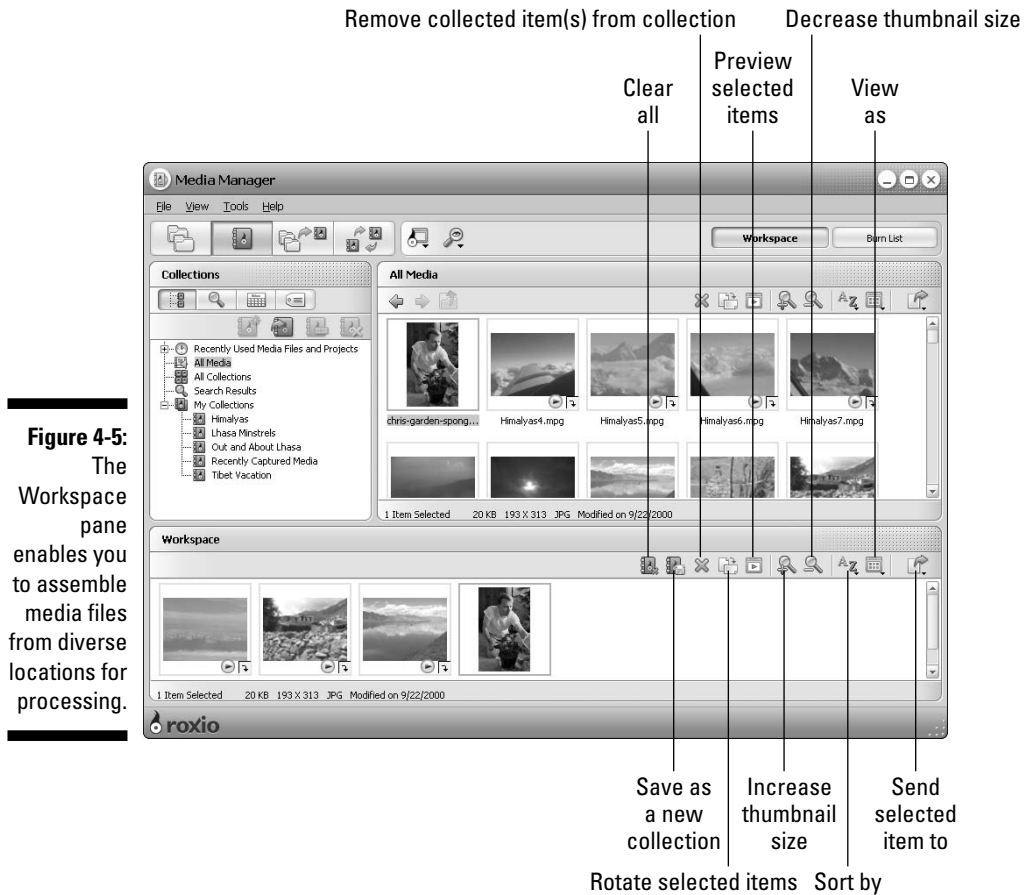 Remove collected item(s) from collection
Decrease thumbnail size
Clear
all
Preview
selected
items
View
as
Media Manager
File View Tools Help
Workspace
Burn List
Collections
All Media
Recently Used Media Files and Projects
All Media
All Collections
Search Results
My Collections
Himalyas
Lhasa Minstrels
Out and About Lhasa
Recently Captured Media
Tibet Vacation
chris-garden-spong...
Himalyas4.mpg
Himalyas5.mpg
Himalyas6.mpg
Himalyas7.mpg
1 Item Selected 20 KB 193 X 313 JPG Modified on 9/22/2000
Workspace
1 Item Selected 20 KB 193 X 313 JPG Modified on 9/22/2000
roxio
Figure 4-5:
The
Workspace
pane
enables you
to assemble
media files
from diverse
locations for
processing.
Save as
a new
collection
Increase
thumbnail
size
Send
selected
item to
Rotate selected items
Sort by